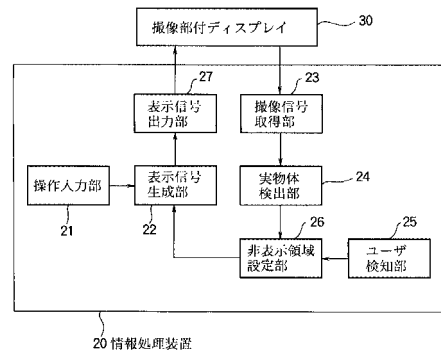 撮像部付ディスプレイ
30
27
23
表示信号
出力部
撮像信号
取得部
操作入力部
21
表示信号
生成部
22
実物体
検出部
24
26
25
非表示領域
設定部
ユーザ
検知部
20 情報処理装置